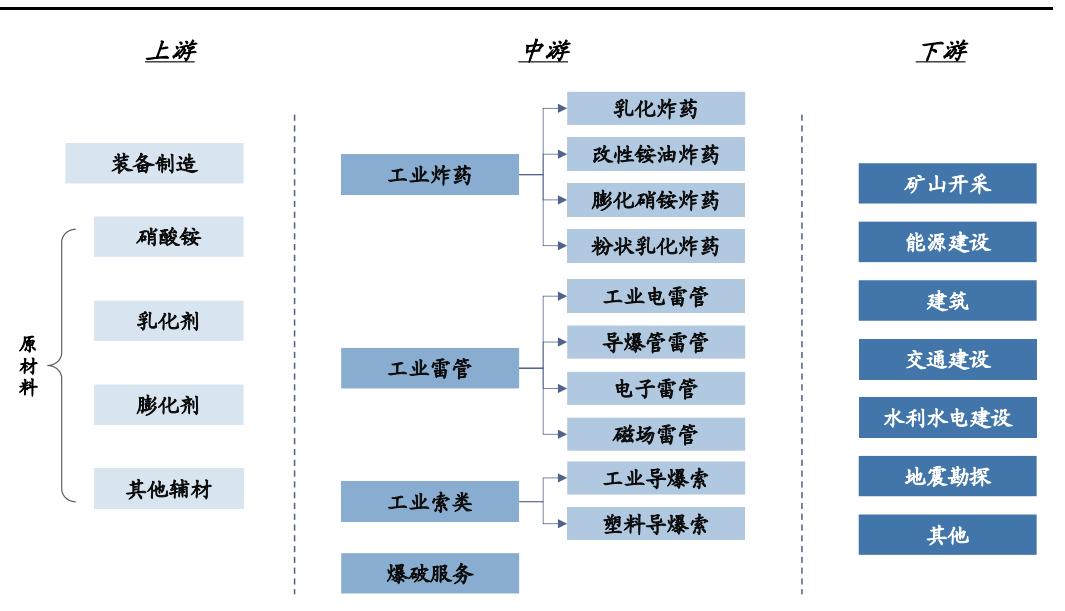 上游
中游
下游
装备制造
原材料
硝酸铵
乳化剂
膨化剂
其他辅材
工业炸药
乳化炸药
改性铵油炸药
膨化硝铵炸药
粉状乳化炸药
工业雷管
工业电雷管
导爆管雷管
电子雷管
磁场雷管
工业索类
工业导爆索
塑料导爆索
爆破服务
矿山开采
能源建设
建筑
交通建设
水利水电建设
地震勘探
其他